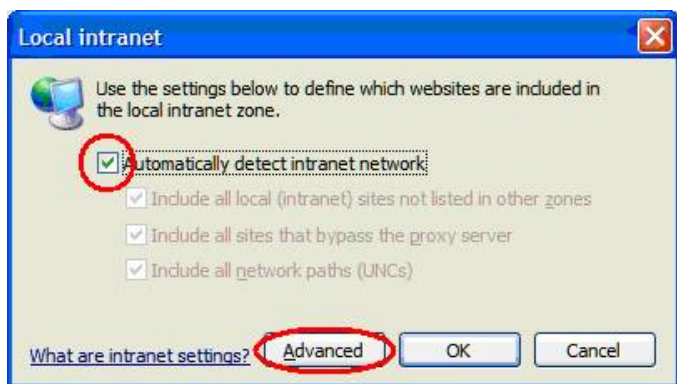 Local intranet
Use the settings below to define which websites are included in
the local intranet zone.
Automatically detect intranet network
Include all local (intranet) sites not listed in other zones
Include all sites that bypass the proxy server
Include all network paths (UNCs)
What are intranet settings? Advanced OK Cancel